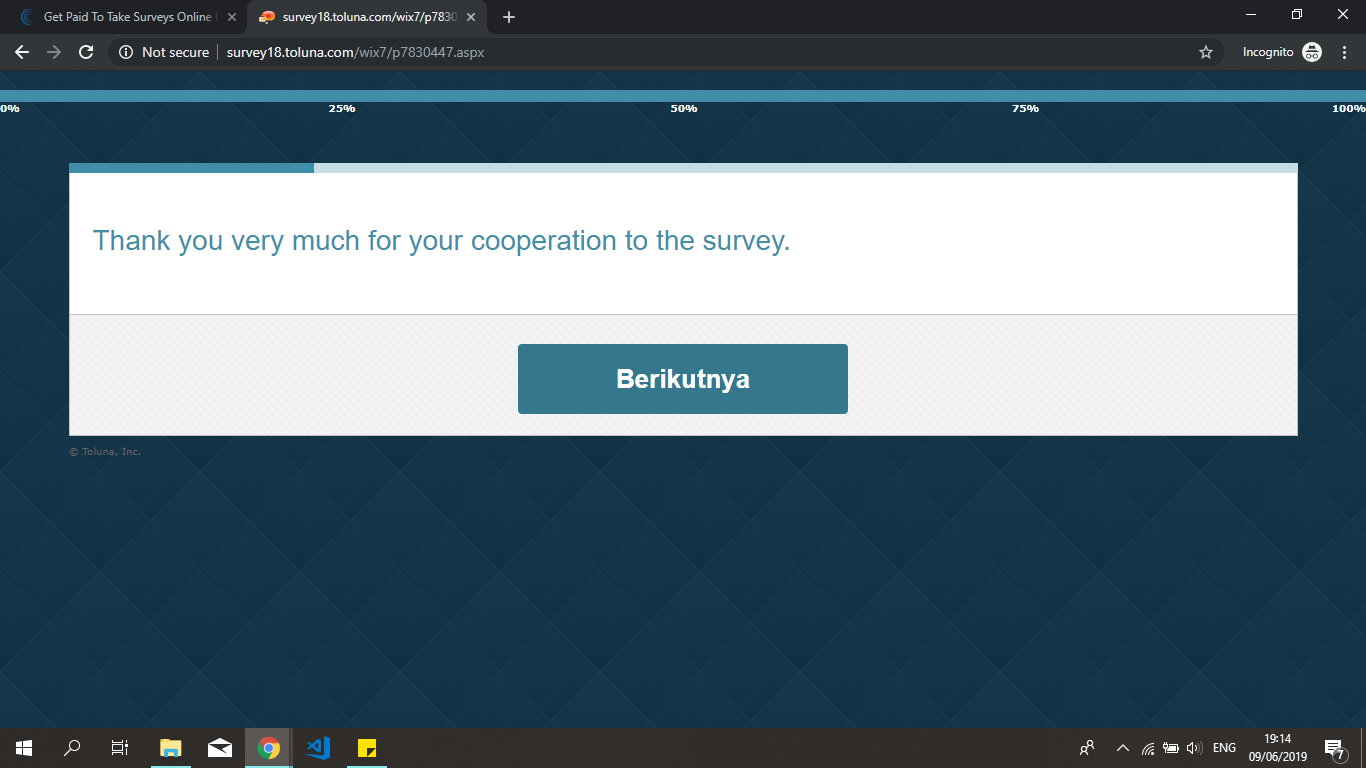 Get Paid To Take Surveys Online
survey18.toluna.com/wix7/p7830
Not secure
survey18.toluna.com/wix7/p7830447.aspx
Incognito
0%
25%
50%
75%
100%
Thank you very much for your cooperation to the survey.
Berikutnya
© Toluna, Inc.
ENG
19:14
09/06/2019
7